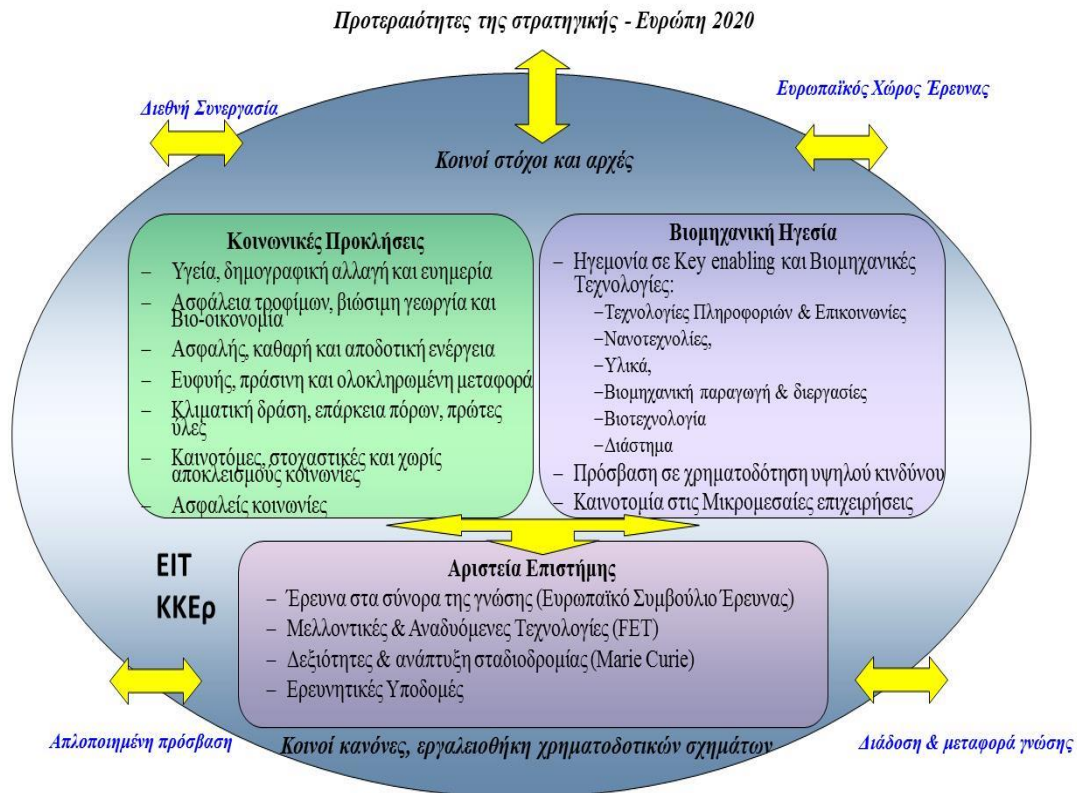 Προτεραιότητες της στρατηγικής - Ευρώπη 2020
Διεθνή Συνεργασία
Ευρωπαϊκός Χώρος Έρευνας
Κοινοί στόχοι και αρχές
Κοινωνικές Προκλήσεις
– Υγεία, δημογραφική αλλαγή και ευημερία
– Ασφάλεια τροφίμων, βιώσιμη γεωργία και
Βιο-οικονομία
– Ασφαλής, καθαρή και αποδοτική ενέργεια
– Ευφυής, πράσινη και ολοκληρωμένη μεταφορά
– Κλιματική δράση, επάρκεια πόρων, πρώτες
ύλες
– Καινοτόμες, στοχαστικές και χωρίς
αποκλεισμούς κοινωνίες
– Ασφαλείς κοινωνίες
Βιομηχανική Ηγεσία
– Ηγεμονία σε Key enabling και Βιομηχανικές
Τεχνολογίες:
–Τεχνολογίες Πληροφοριών & Επικοινωνίες
–Νανοτεχνολίες,
–Υλικά,
–Βιομηχανική παραγωγή & διεργασίες
–Βιοτεχνολογία
–Διάστημα
– Πρόσβαση σε χρηματοδότηση υψηλού κινδύνου
– Καινοτομία στις Μικρομεσαίες επιχειρήσεις
ΕΙΤ
ΚΚΕρ
Αριστεία Επιστήμης
– Έρευνα στα σύνορα της γνώσης (Ευρωπαϊκό Συμβούλιο Έρευνας)
– Μελλοντικές & Αναδυόμενες Τεχνολογίες (FET)
– Δεξιότητες & ανάπτυξη σταδιοδρομίας (Marie Curie)
– Ερευνητικές Υποδομές
Απλοποιημένη πρόσβαση
Κοινοί κανόνες, εργαλειοθήκη χρηματοδοτικών σχημάτων
Διάδοση & μεταφορά γνώσης